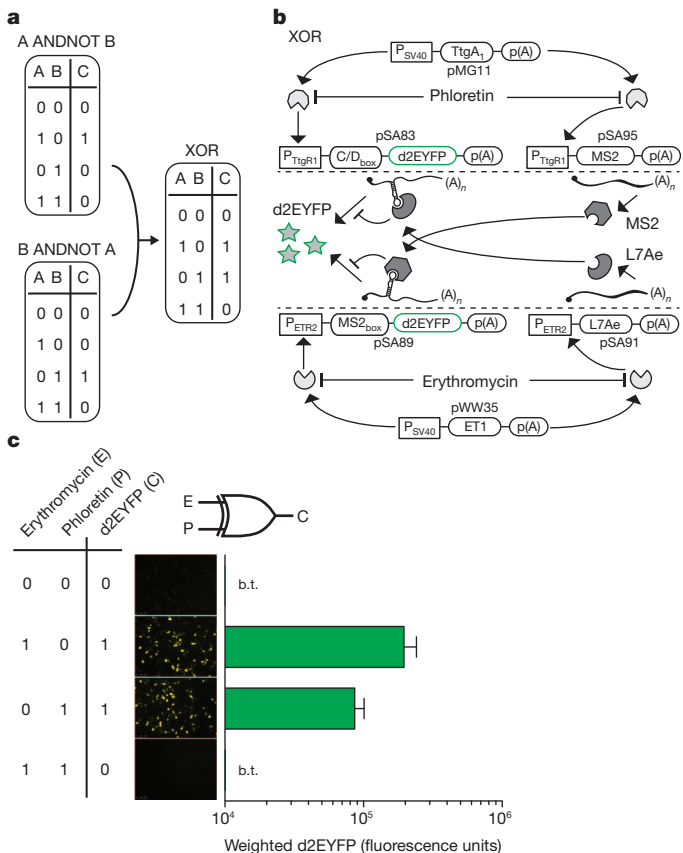 a
A ANDNOT B
A B C
0 0 0
1 0 1
0 1 0
1 1 0
XOR
A B C
0 0 0
1 0 1
0 1 1
1 1 0
B ANDNOT A
A B C
0 0 0
1 0 0
0 1 1
1 1 0
b
XOR
PSV40 TtgA1 p(A)
pMG11
Phloretin
pSA83
PTtgR1 C/Dbox d2EYFP p(A)
pSA95
PTtgR1 MS2 p(A)
(A)n
(A)n
d2EYFP
MS2
L7Ae
(A)n
(A)n
PETR2 MS2box d2EYFP p(A)
pSA89
PETR2 L7Ae p(A)
pSA91
Erythromycin
pWW35
PSV40 ET1 p(A)
c
Erythromycin (E)
Phloretin (P)
d2EYFP (C)
E
P
C
0 0 0
b.t.
1 0 1
0 1 1
1 1 0
b.t.
10⁴ 10⁵ 10⁶
Weighted d2EYFP (fluorescence units)